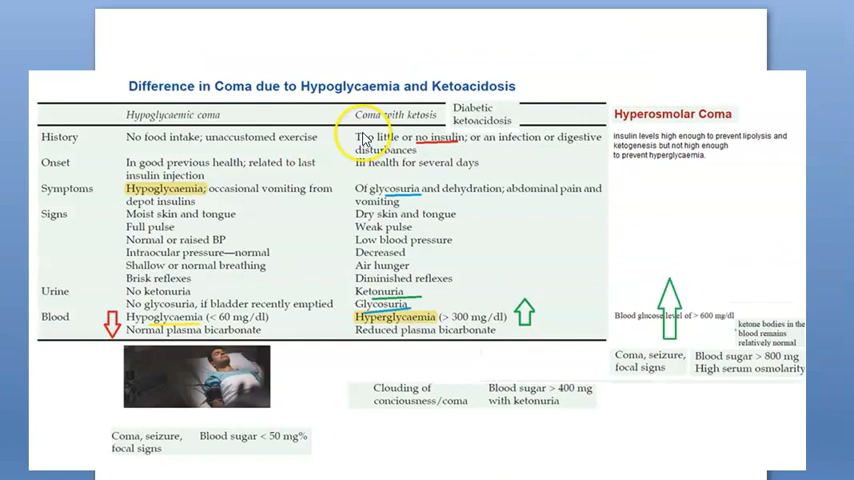 Difference in Coma due to Hypoglycaemia and Ketoacidosis
Hypoglycaemic coma
Coma with ketosis
Diabetic
ketoacidosis
History
No food intake; unaccustomed exercise
Too little or no insulin; or an infection or digestive
disturbances
Onset
In good previous health; related to last
insulin injection
Ill health for several days
Symptoms
Hypoglycaemia; occasional vomiting from
depot insulins
Of glycosuria and dehydration; abdominal pain and
vomiting
Signs
Moist skin and tongue
Dry skin and tongue
Full pulse
Weak pulse
Normal or raised BP
Low blood pressure
Intraocular pressure—normal
Decreased
Shallow or normal breathing
Air hunger
Brisk reflexes
Diminished reflexes
Urine
No ketonuria
Ketonuria
No glycosuria, if bladder recently emptied
Glycosuria
Blood
Hypoglycaemia (< 60 mg/dl)
Hyperglycaemia (> 300 mg/dl)
Normal plasma bicarbonate
Reduced plasma bicarbonate
Hyperosmolar Coma
insulin levels high enough to prevent lipolysis and
ketogenesis but not high enough
to prevent hyperglycaemia.
Blood glucose level of > 600 mg/dl
ketone bodies in the
blood remains
relatively normal
Coma, seizure,
focal signs
Blood sugar > 800 mg
High serum osmolarity
Clouding of
conciousness/coma
Blood sugar > 400 mg
with ketonuria
Coma, seizure,
focal signs
Blood sugar < 50 mg%